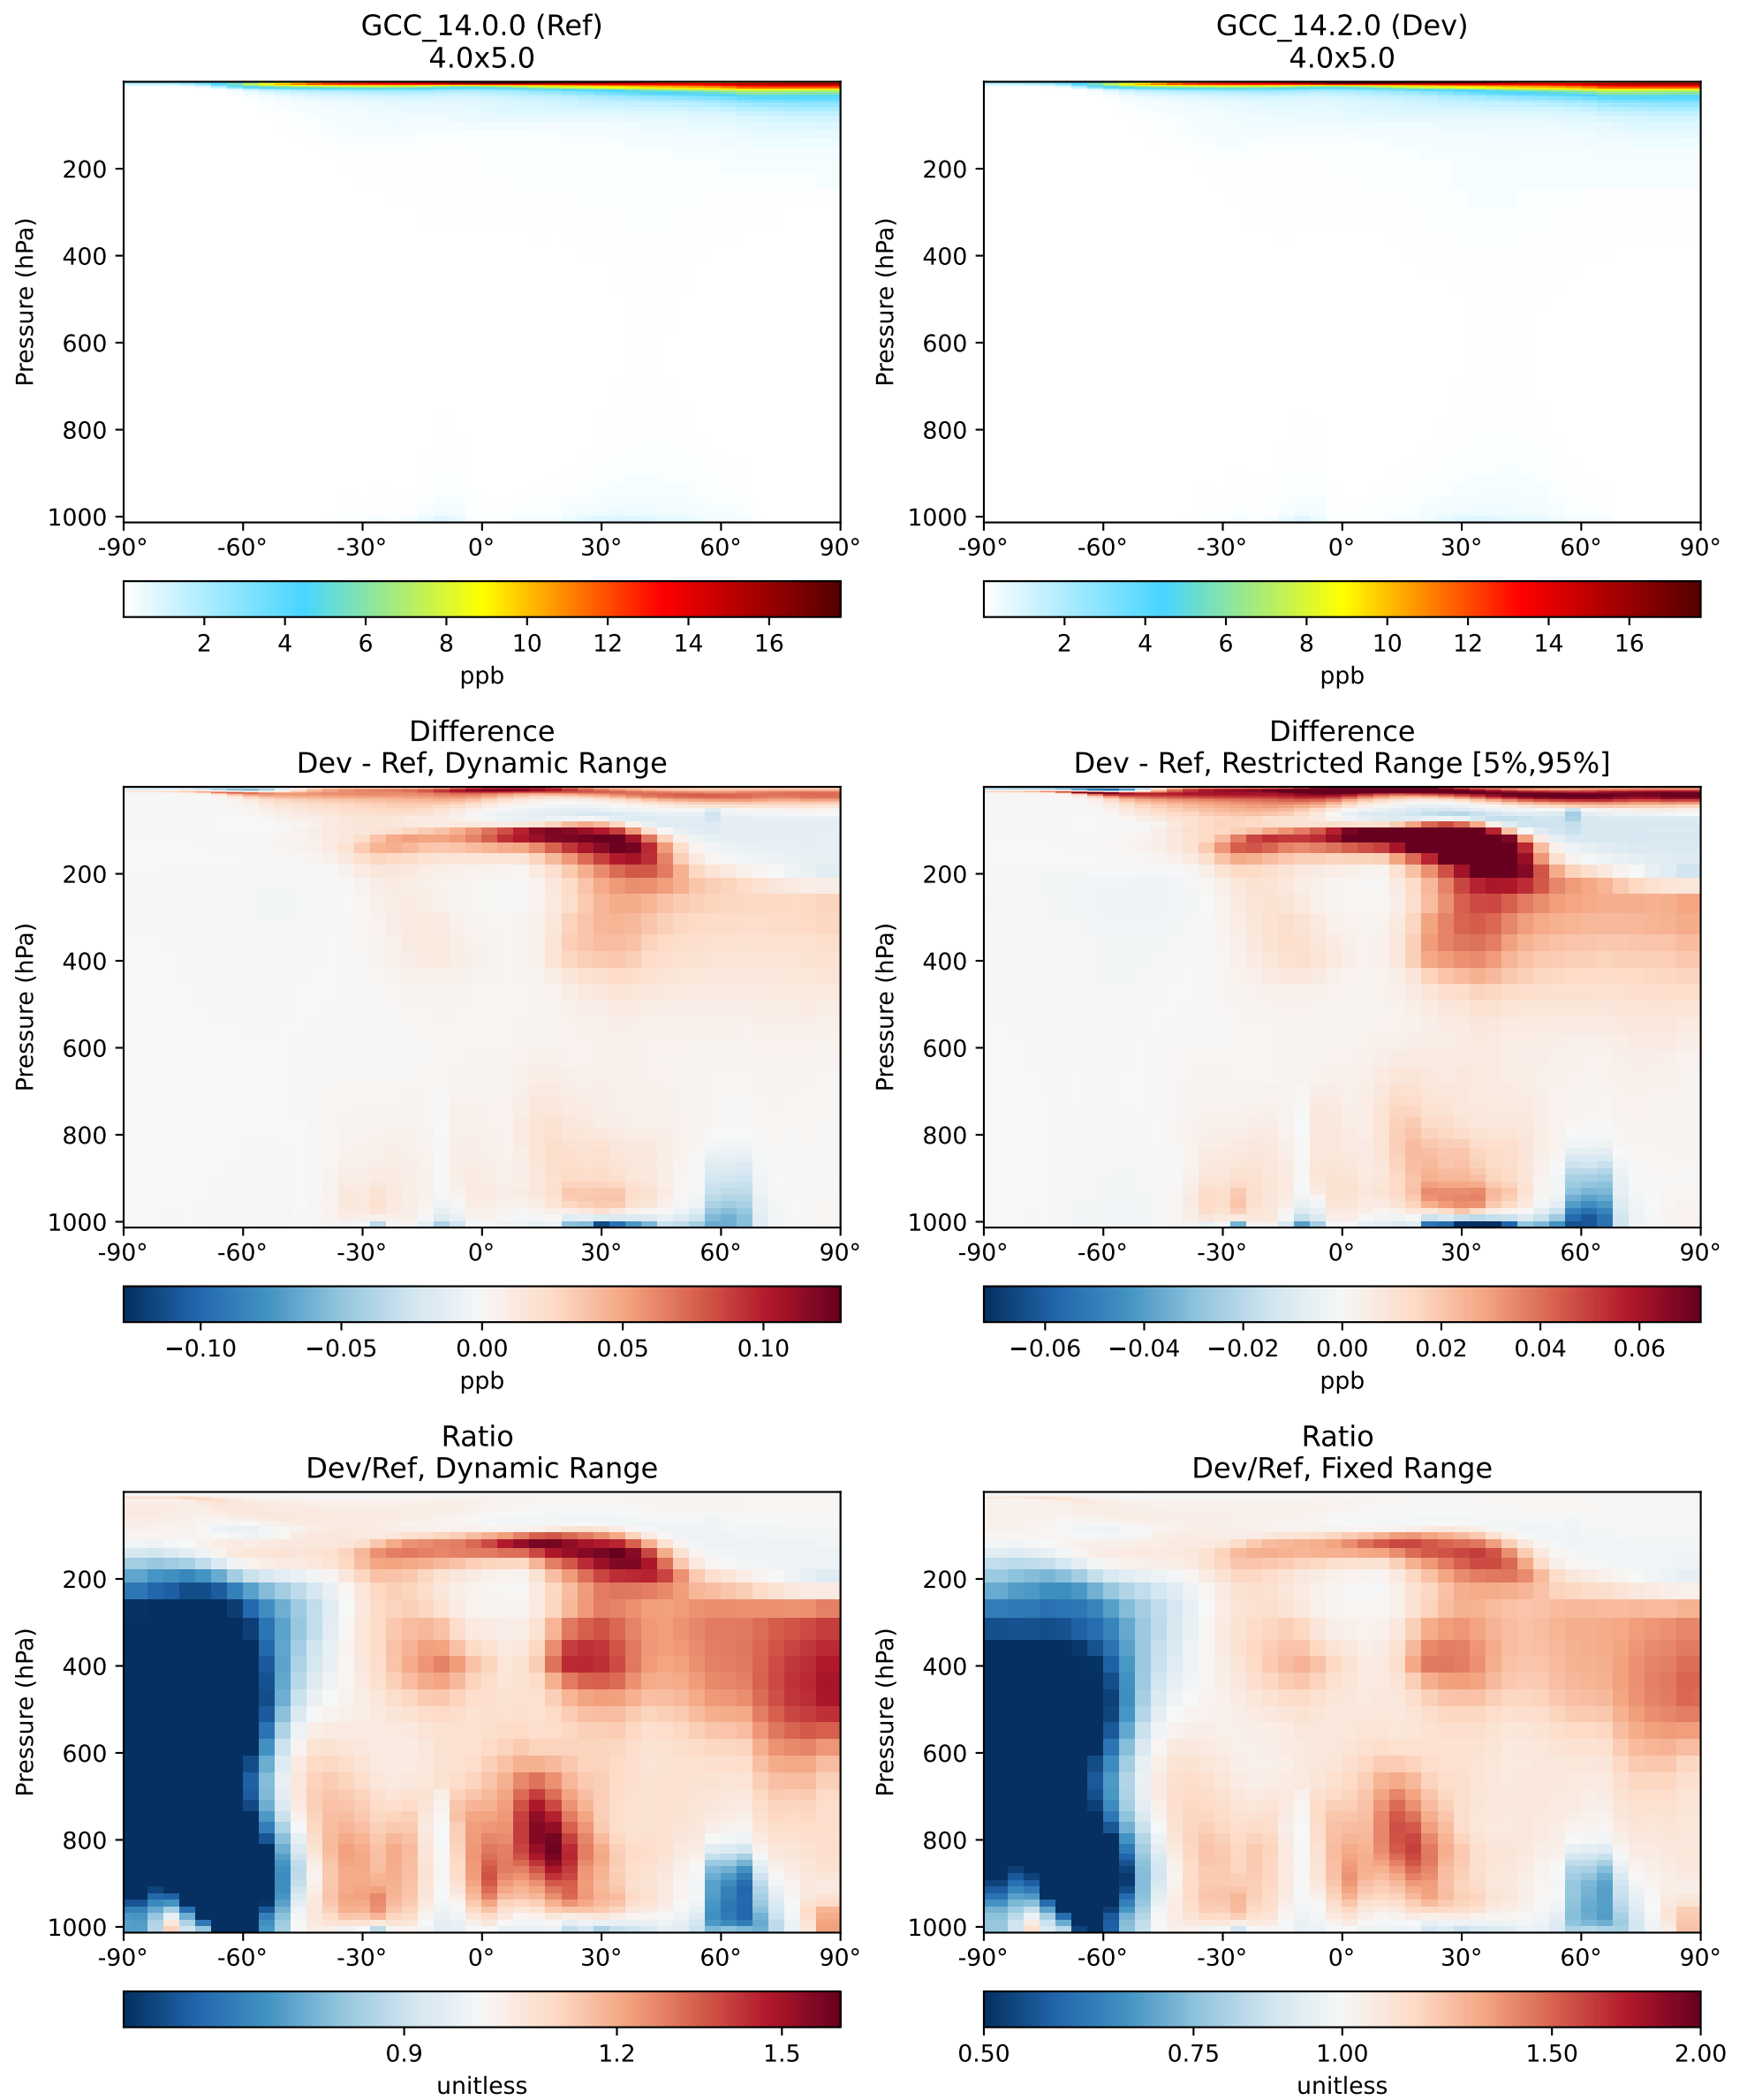 GCC_14.0.0 (Ref)
4.0x5.0
Pressure (hPa)
200
400
600
800
1000
-90° -60° -30° 0° 30° 60° 90°
2 4 6 8 10 12 14 16
ppb
GCC_14.2.0 (Dev)
4.0x5.0
Pressure (hPa)
200
400
600
800
1000
-90° -60° -30° 0° 30° 60° 90°
2 4 6 8 10 12 14 16
ppb
Difference
Dev - Ref, Dynamic Range
Pressure (hPa)
200
400
600
800
1000
-90° -60° -30° 0° 30° 60° 90°
−0.10 −0.05 0.00 0.05 0.10
ppb
Difference
Dev - Ref, Restricted Range [5%,95%]
Pressure (hPa)
200
400
600
800
1000
-90° -60° -30° 0° 30° 60° 90°
−0.06 −0.04 −0.02 0.00 0.02 0.04 0.06
ppb
Ratio
Dev/Ref, Dynamic Range
Pressure (hPa)
200
400
600
800
1000
-90° -60° -30° 0° 30° 60° 90°
0.9 1.2 1.5
unitless
Ratio
Dev/Ref, Fixed Range
Pressure (hPa)
200
400
600
800
1000
-90° -60° -30° 0° 30° 60° 90°
0.50 0.75 1.00 1.50 2.00
unitless